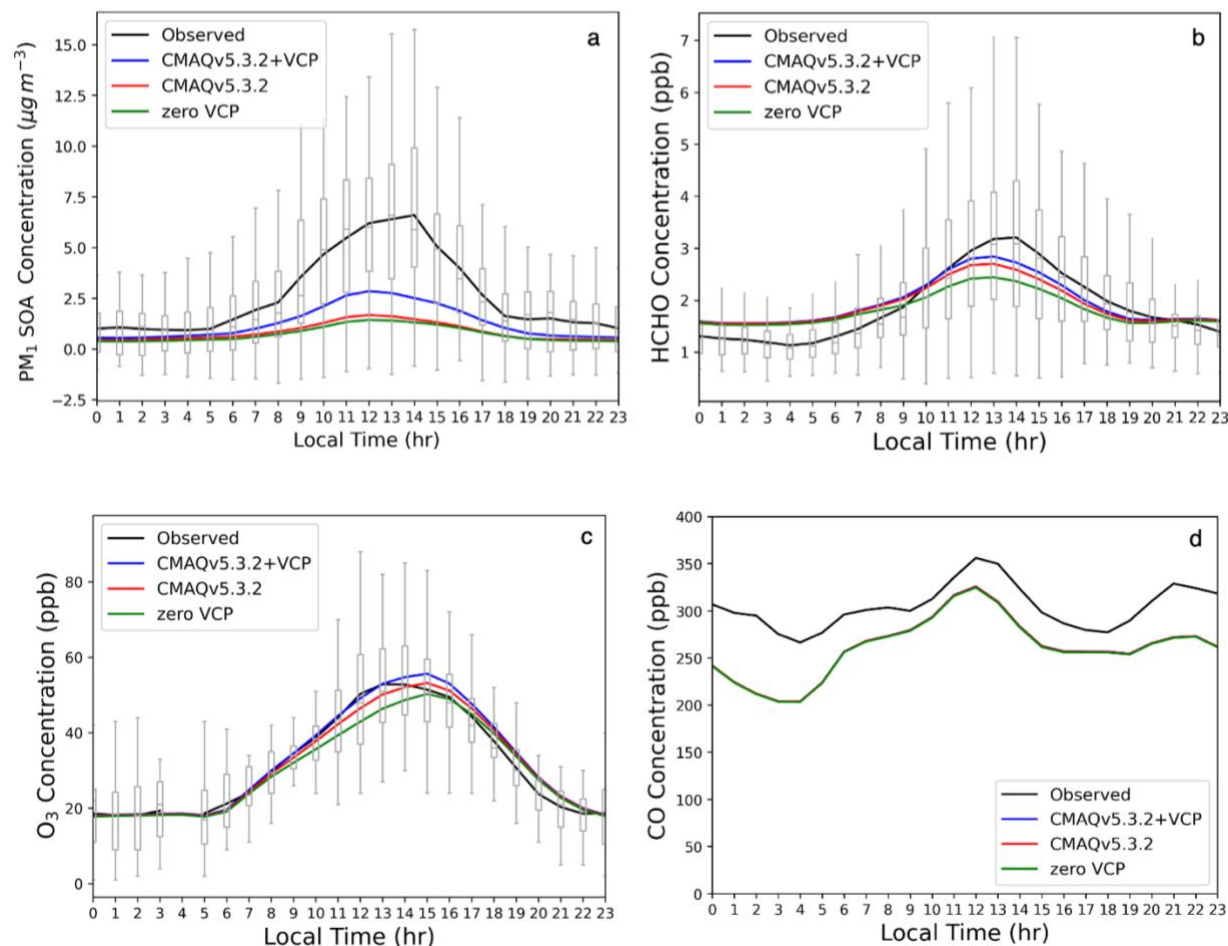 a
Observed
CMAQv5.3.2+VCP
CMAQv5.3.2
zero VCP
PM₁ SOA Concentration (μg m⁻³)
15.0
12.5
10.0
7.5
5.0
2.5
0.0
−2.5
0 1 2 3 4 5 6 7 8 9 10 11 12 13 14 15 16 17 18 19 20 21 22 23
Local Time (hr)
b
Observed
CMAQv5.3.2+VCP
CMAQv5.3.2
zero VCP
HCHO Concentration (ppb)
7
6
5
4
3
2
1
0 1 2 3 4 5 6 7 8 9 10 11 12 13 14 15 16 17 18 19 20 21 22 23
Local Time (hr)
c
Observed
CMAQv5.3.2+VCP
CMAQv5.3.2
zero VCP
O₃ Concentration (ppb)
80
60
40
20
0
0 1 2 3 4 5 6 7 8 9 10 11 12 13 14 15 16 17 18 19 20 21 22 23
Local Time (hr)
d
CO Concentration (ppb)
400
350
300
250
200
150
100
50
0
Observed
CMAQv5.3.2+VCP
CMAQv5.3.2
zero VCP
0 1 2 3 4 5 6 7 8 9 10 11 12 13 14 15 16 17 18 19 20 21 22 23
Local Time (hr)